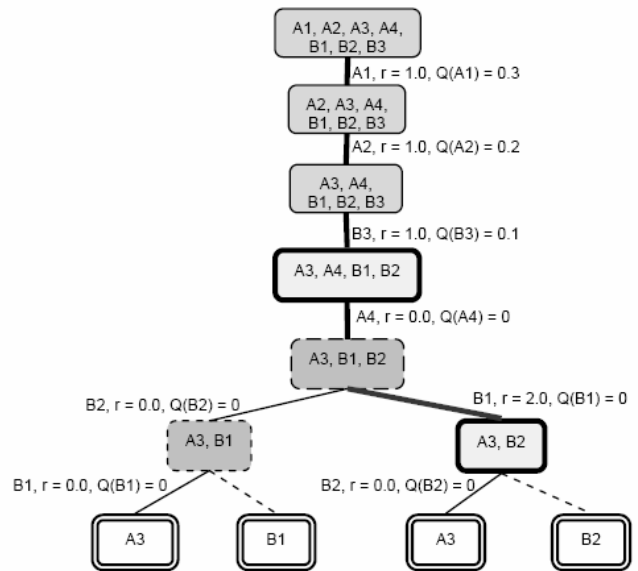 A1, A2, A3, A4,
B1, B2, B3
A1, r = 1.0, Q(A1) = 0.3
A2, A3, A4,
B1, B2, B3
A2, r = 1.0, Q(A2) = 0.2
A3, A4,
B1, B2, B3
B3, r = 1.0, Q(B3) = 0.1
A3, A4, B1, B2
A4, r = 0.0, Q(A4) = 0
A3, B1, B2
B2, r = 0.0, Q(B2) = 0
B1, r = 2.0, Q(B1) = 0
A3, B1
A3, B2
B1, r = 0.0, Q(B1) = 0
B2, r = 0.0, Q(B2) = 0
A3
B1
A3
B2